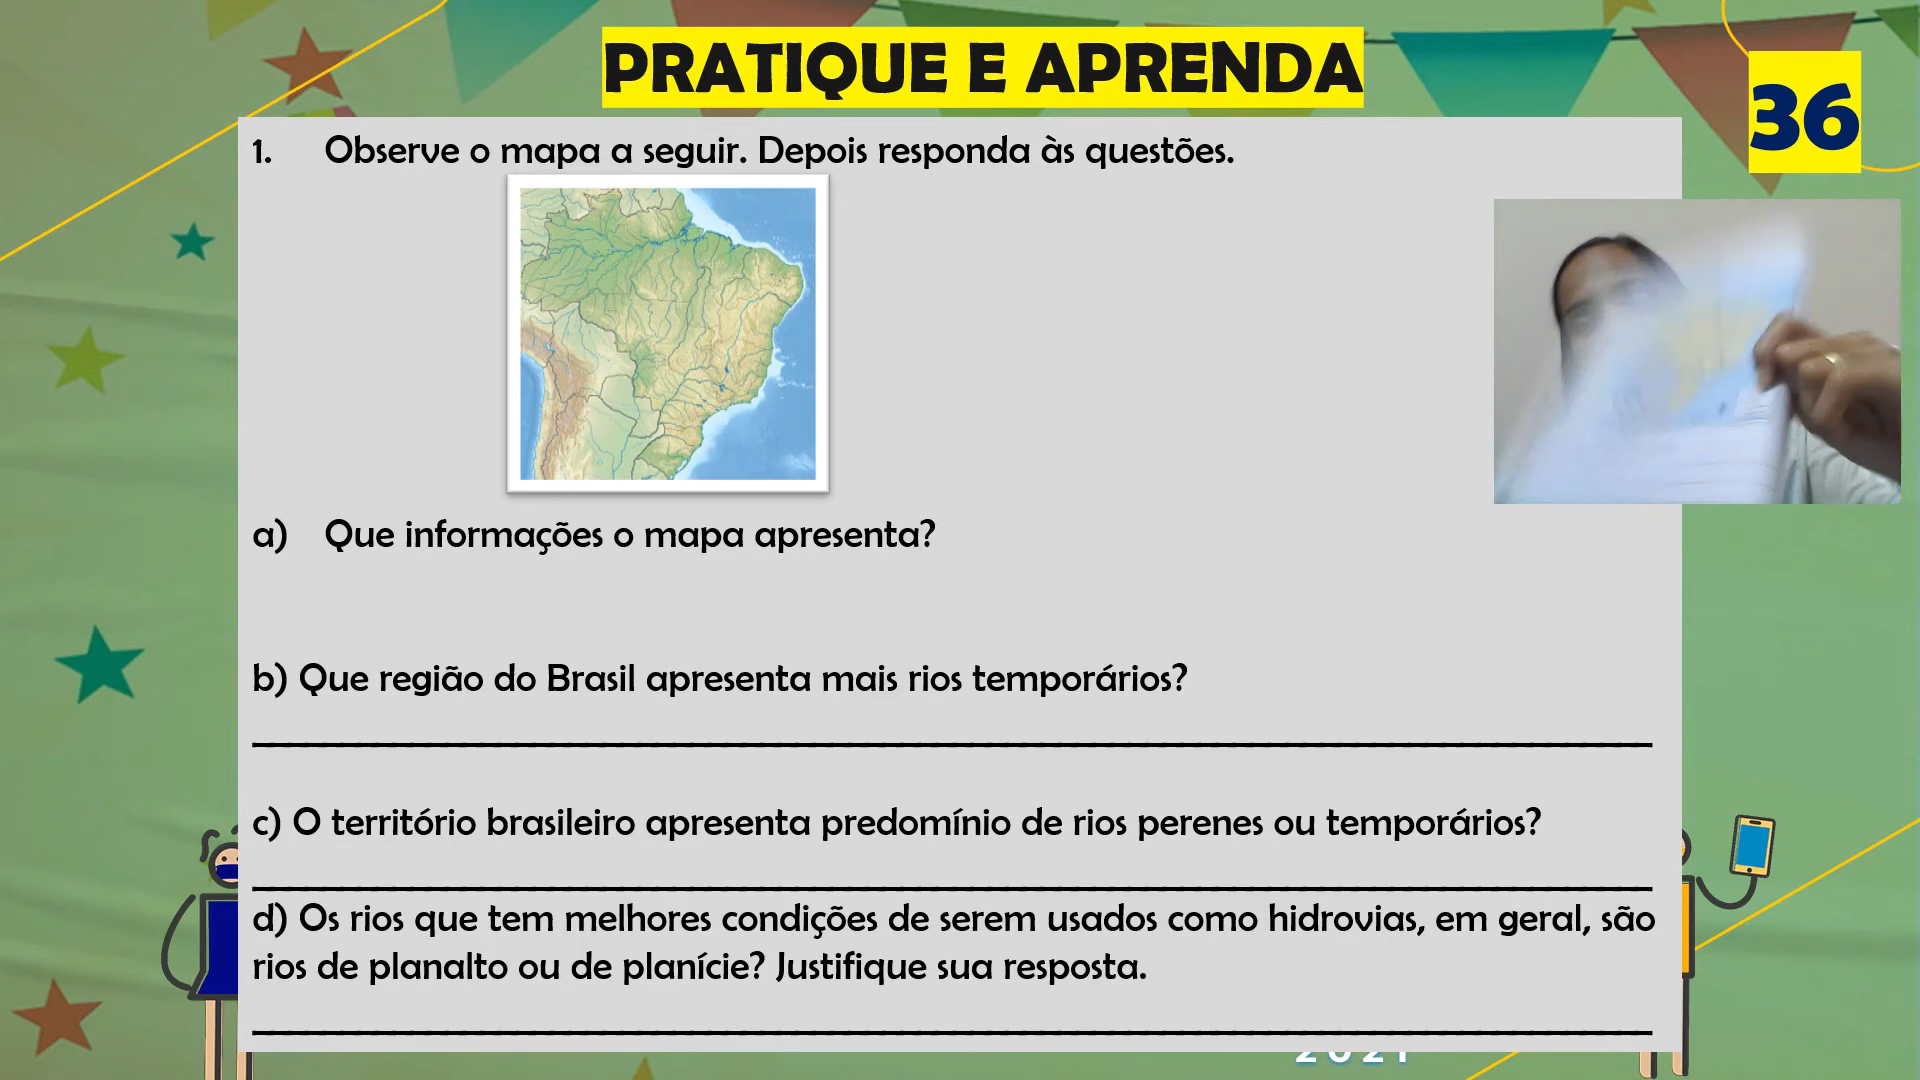 PRATIQUE E APRENDA
36
1. Observe o mapa a seguir. Depois responda às questões.
a) Que informações o mapa apresenta?
b) Que região do Brasil apresenta mais rios temporários?
c) O território brasileiro apresenta predomínio de rios perenes ou temporários?
d) Os rios que tem melhores condições de serem usados como hidrovias, em geral, são
rios de planalto ou de planície? Justifique sua resposta.
2021